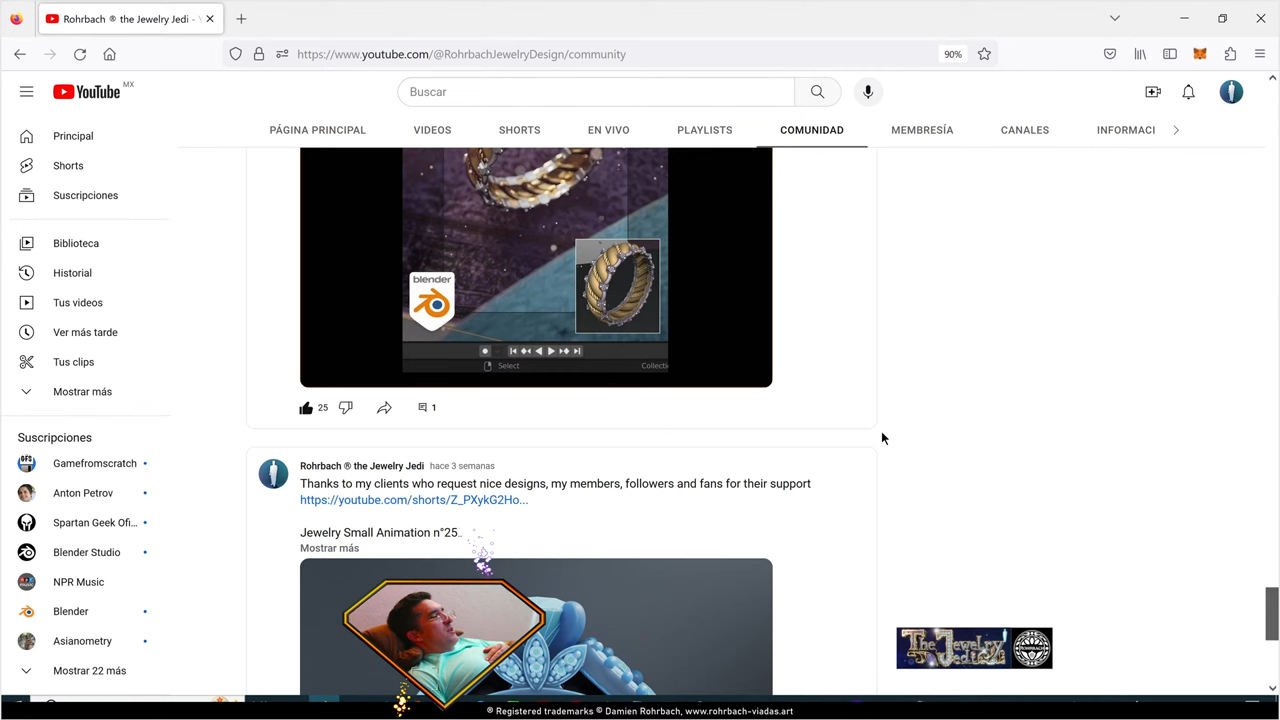 Rohrbach ® the Jewelry Jedi -
https://www.youtube.com/@RohrbachJewelryDesign/community
90%
YouTube MX
Buscar
PÁGINA PRINCIPAL
VIDEOS
SHORTS
EN VIVO
PLAYLISTS
COMUNIDAD
MEMBRESÍA
CANALES
INFORMACI
Principal
Shorts
Suscripciones
Biblioteca
Historial
Tus videos
Ver más tarde
Tus clips
Mostrar más
Suscripciones
Gamefromscratch
Anton Petrov
Spartan Geek Ofi...
Blender Studio
NPR Music
Blender
Asianometry
Mostrar 22 más
blender
Select
Collecti
25
1
Rohrbach ® the Jewelry Jedi hace 3 semanas
Thanks to my clients who request nice designs, my members, followers and fans for their support
https://youtube.com/shorts/Z_PXykG2Ho...
Jewelry Small Animation n°25
Mostrar más
The Jewelry Jedi
ROHRBACH
® Registered trademarks © Damien Rohrbach, www.rohrbach-viadas.art